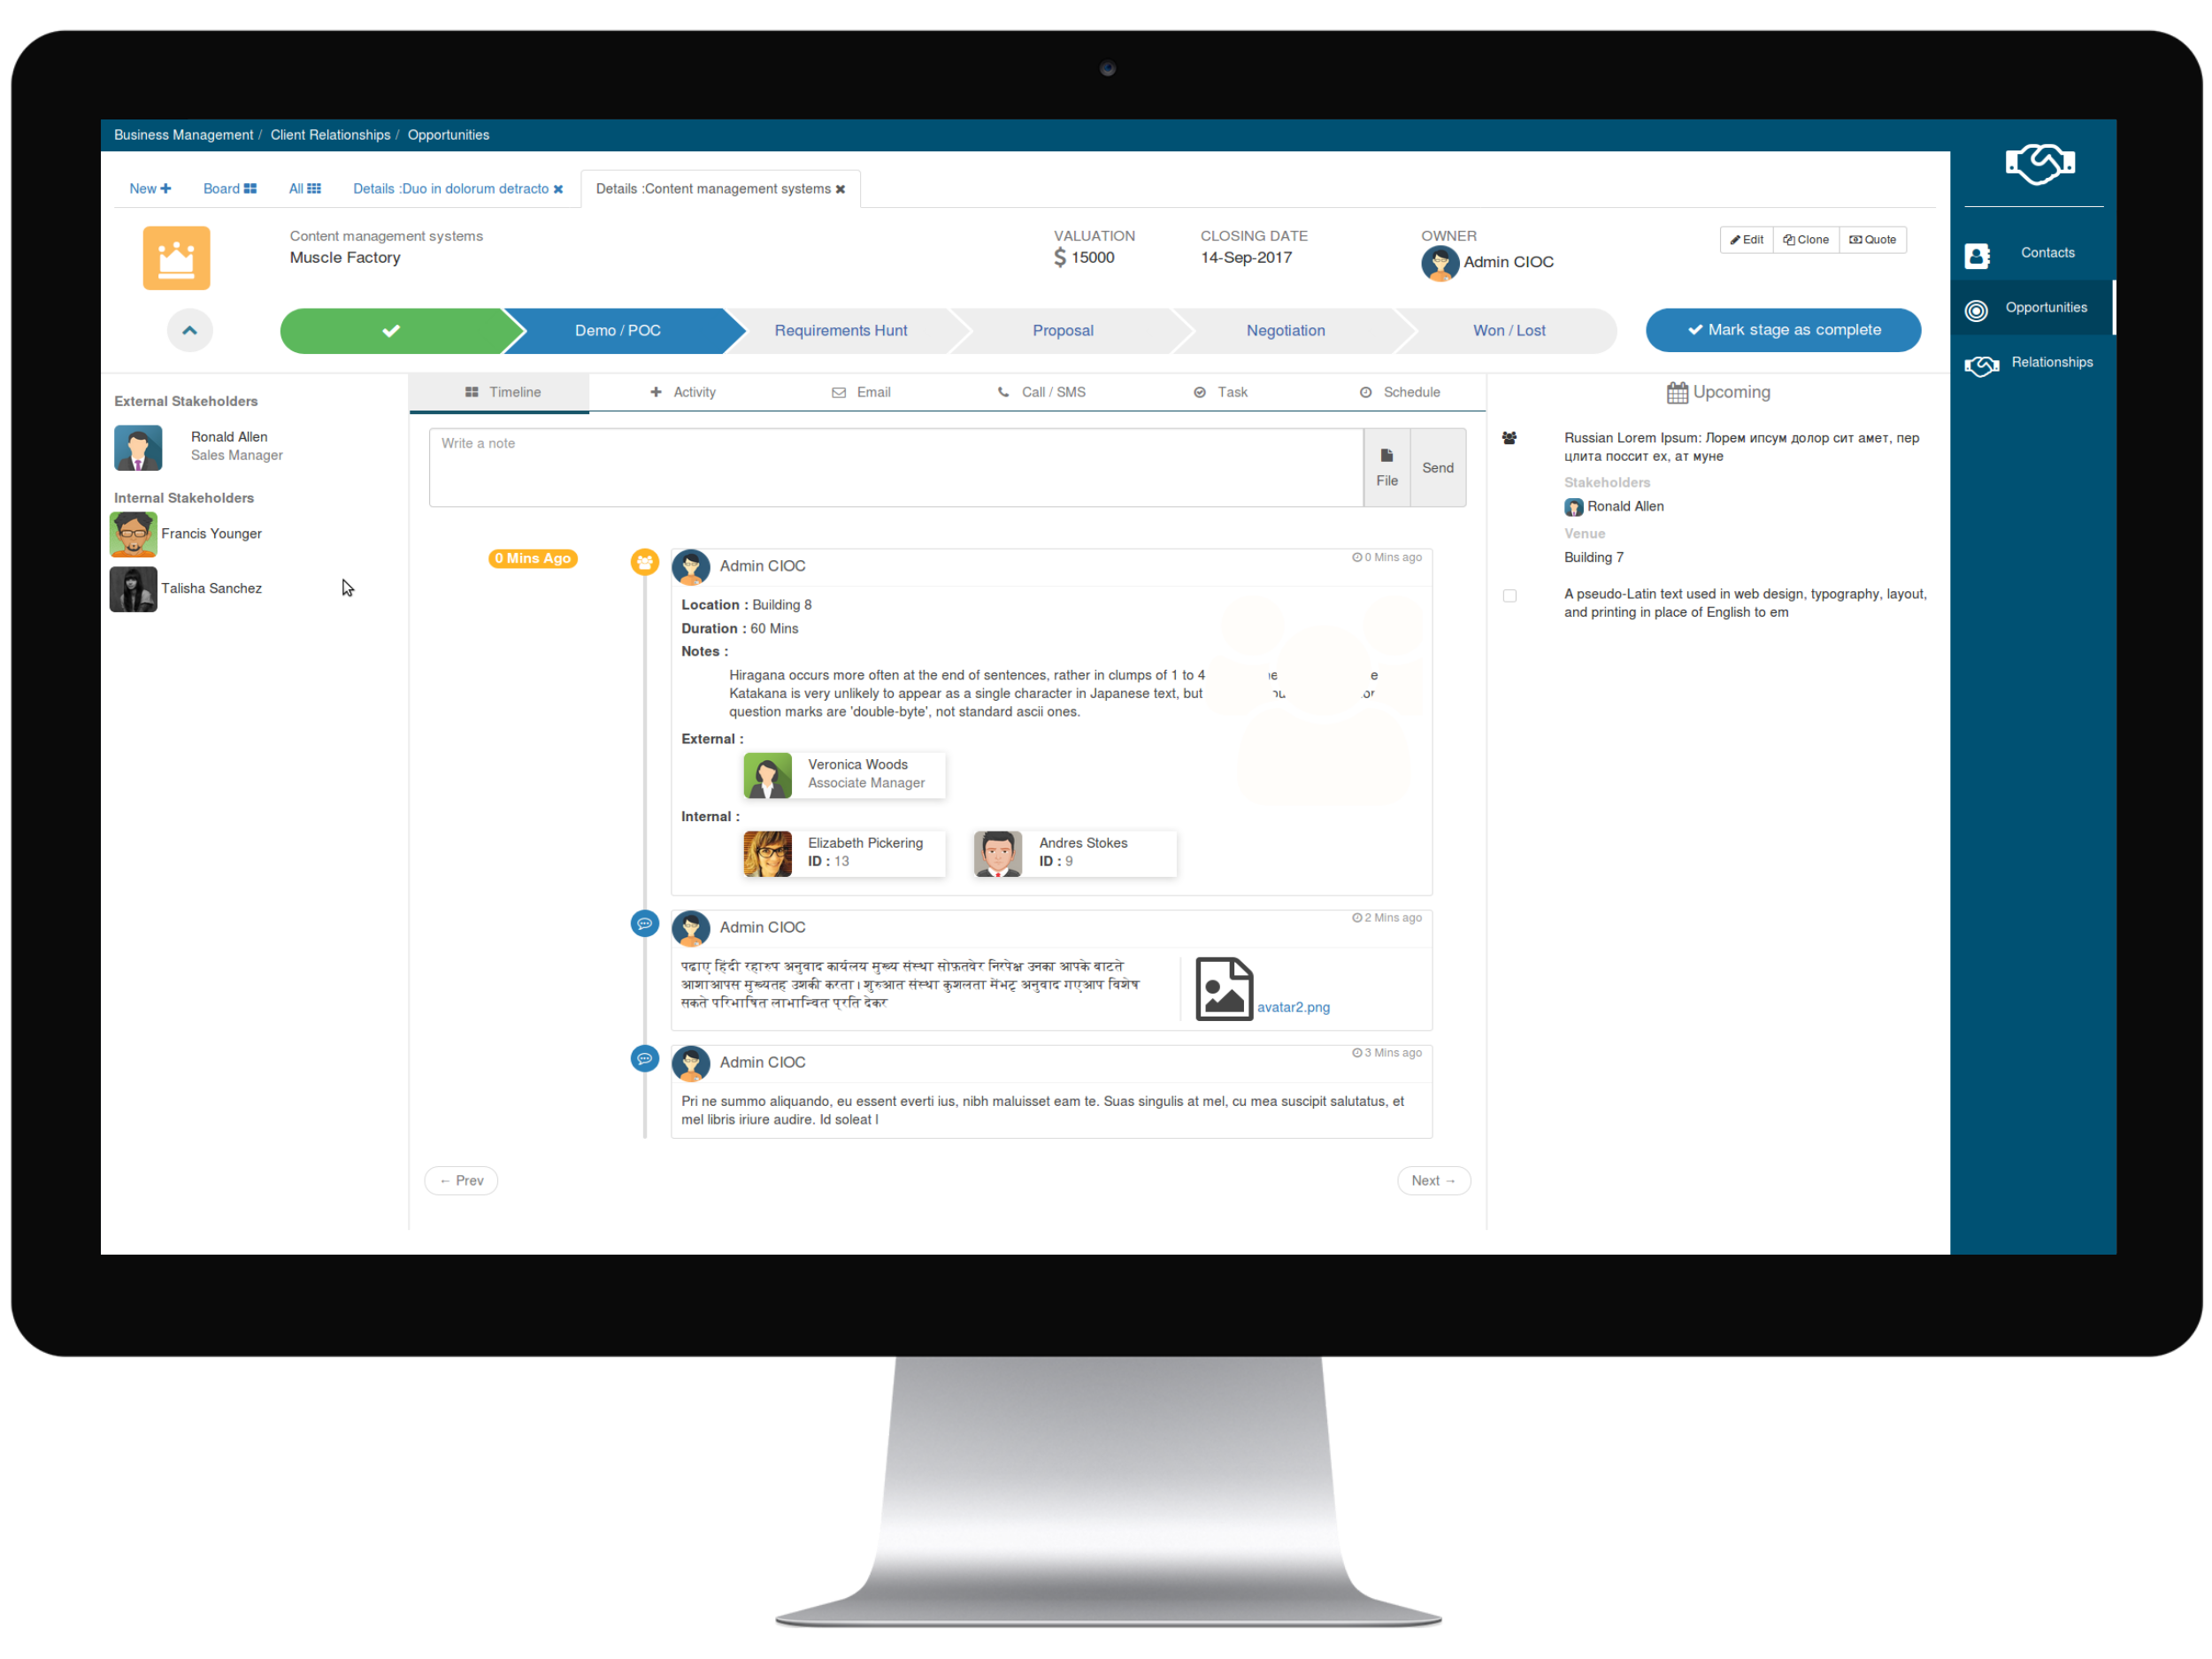 Business Management / Client Relationships / Opportunities
New
Board
All
Details :Duo in dolorum detracto
Details :Content management systems
Content management systems
Muscle Factory
VALUATION
$ 15000
CLOSING DATE
14-Sep-2017
OWNER
Admin CIOC
Edit
Clone
Quote
Demo / POC
Requirements Hunt
Proposal
Negotiation
Won / Lost
Mark stage as complete
Contacts
Opportunities
Relationships
External Stakeholders
Ronald Allen
Sales Manager
Internal Stakeholders
Francis Younger
Talisha Sanchez
Timeline
Activity
Email
Call / SMS
Task
Schedule
Write a note
File
Send
0 Mins Ago
Admin CIOC
0 Mins ago
Location : Building 8
Duration : 60 Mins
Notes :
Hiragana occurs more often at the end of sentences, rather in clumps of 1 to 4
Katakana is very unlikely to appear as a single character in Japanese text, but
question marks are 'double-byte', not standard ascii ones.
External :
Veronica Woods
Associate Manager
Internal :
Elizabeth Pickering
ID : 13
Andres Stokes
ID : 9
Admin CIOC
2 Mins ago
पढाए हिंदी रहारुप अनुवाद कार्यलय मुख्य संस्था सोफ़तवेर निरपेक्ष उनका आपके बाटते
आशाआपस मुख्यतह उशकी करता। शुरुआत संस्था कुशलता मेंभटृ अनुवाद गएआप विशेष
सकते परिभाषित लाभान्वित प्रति देकर
avatar2.png
Admin CIOC
3 Mins ago
Pri ne summo aliquando, eu essent everti ius, nibh maluisset eam te. Suas singulis at mel, cu mea suscipit salutatus, et
mel libris iriure audire. Id soleat l
← Prev
Next →
Upcoming
Russian Lorem Ipsum: Лорем ипсум долор сит амет, пер
цлита поссит ех, ат муне
Stakeholders
Ronald Allen
Venue
Building 7
A pseudo-Latin text used in web design, typography, layout,
and printing in place of English to em